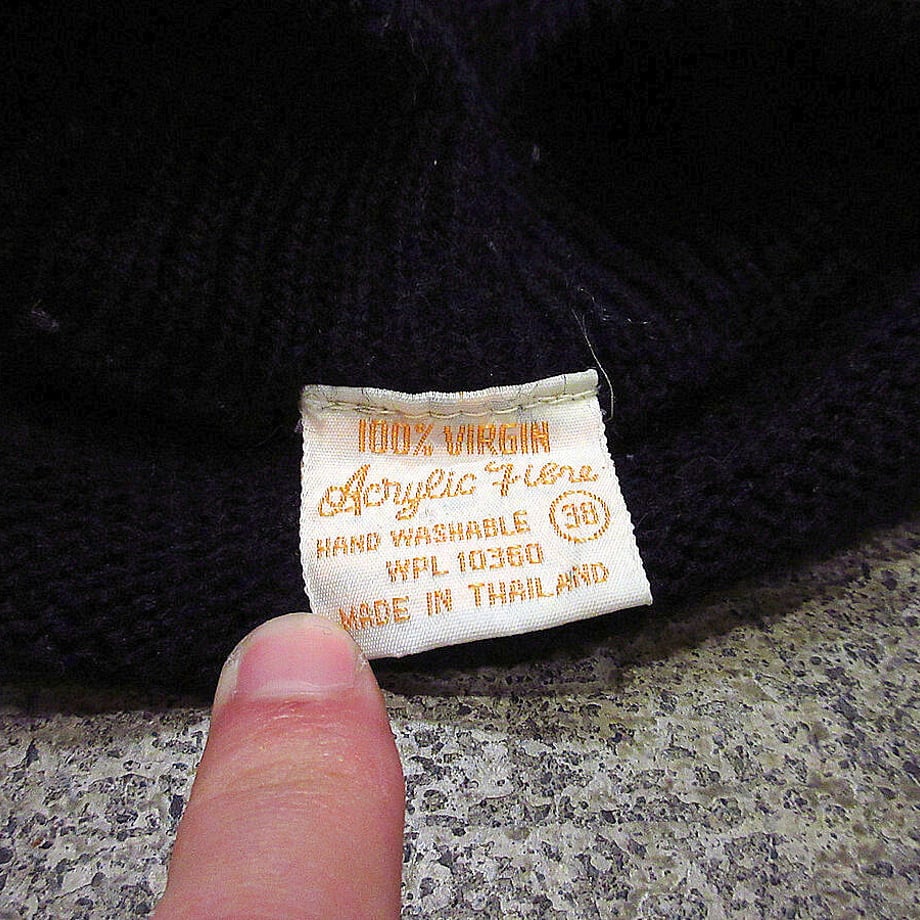 100% VIRGIN
Acrylic Fibre
HAND WASHABLE 38
WPL 10360
MADE IN THAILAND